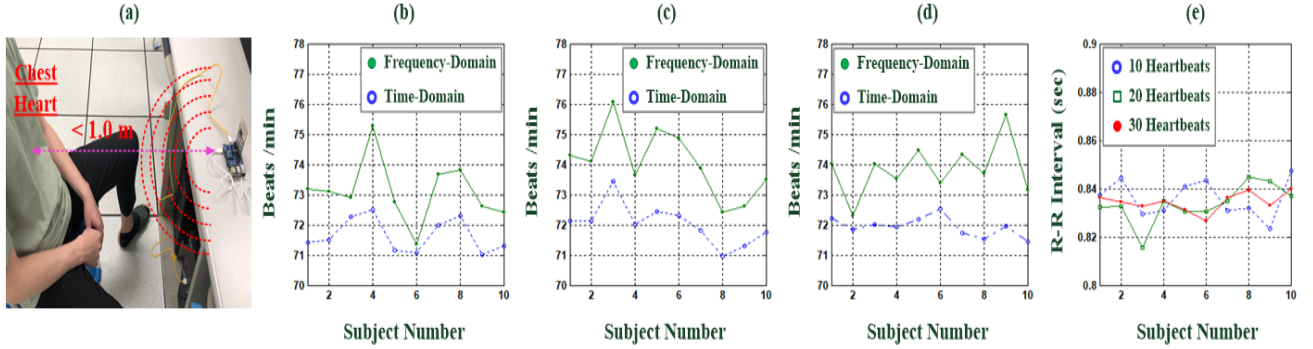 (a)
Chest
Heart
< 1.0 m
(b)
Beats /min
78
77
76
75
74
73
72
71
70
2
4
6
8
10
Frequency-Domain
Time-Domain
Subject Number
(c)
Beats /min
78
77
76
75
74
73
72
71
70
2
4
6
8
10
Frequency-Domain
Time-Domain
Subject Number
(d)
Beats /min
78
77
76
75
74
73
72
71
70
2
4
6
8
10
Frequency-Domain
Time-Domain
Subject Number
(e)
R-R Interval (sec)
0.9
0.88
0.86
0.84
0.82
0.8
2
4
6
8
10
10 Heartbeats
20 Heartbeats
30 Heartbeats
Subject Number